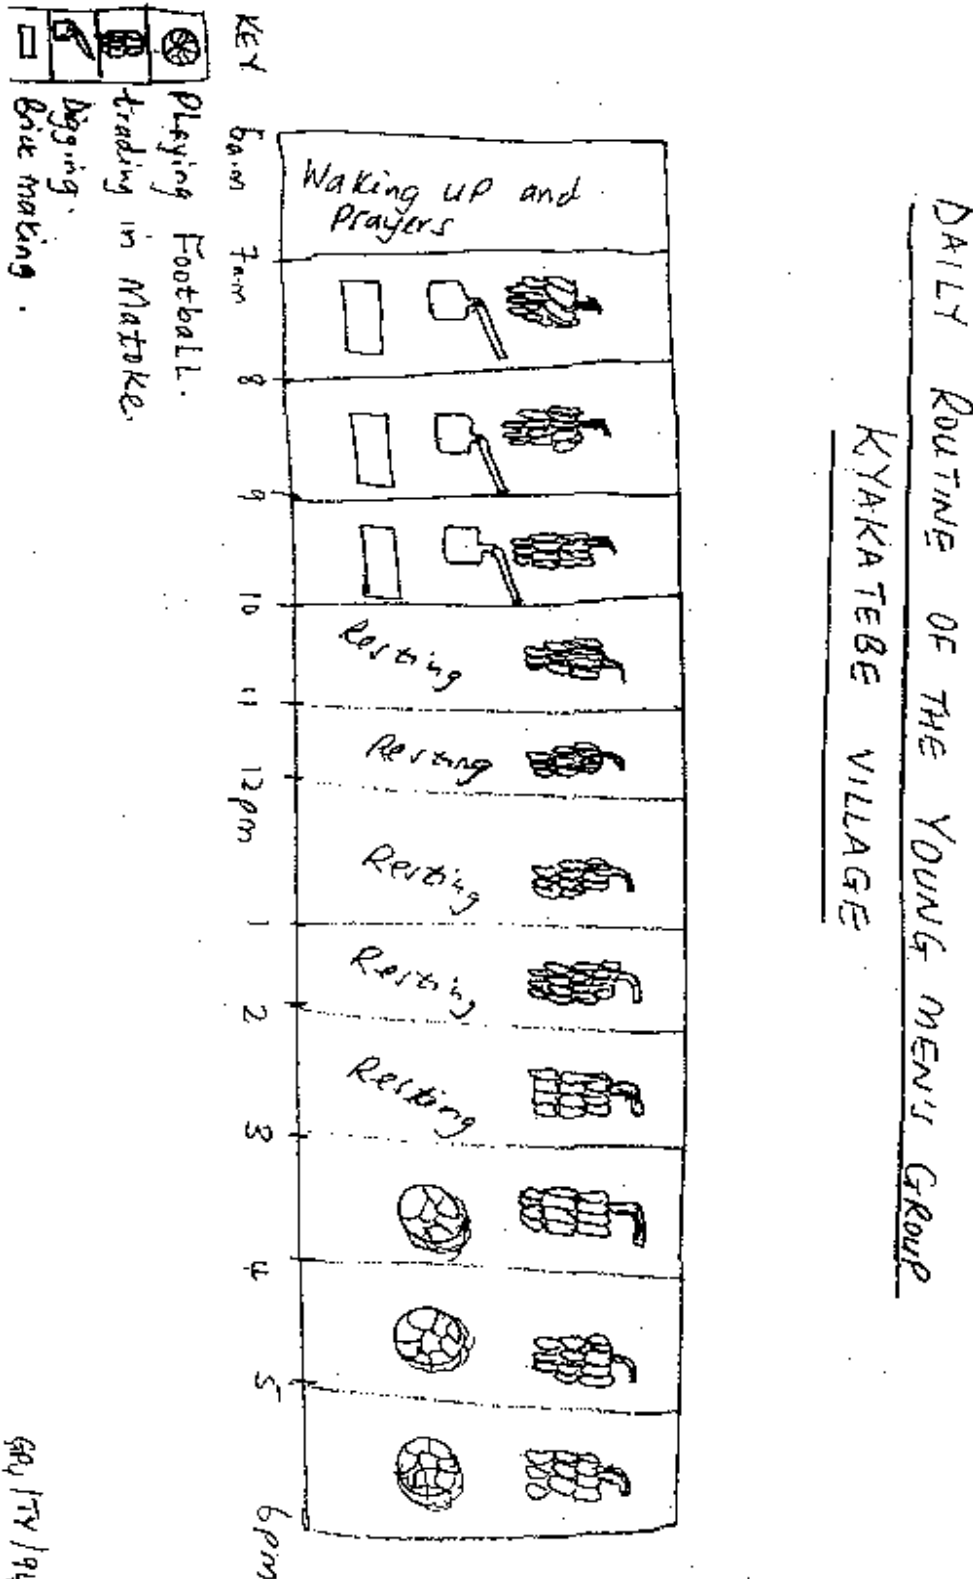 DAILY ROUTINE OF THE YOUNG MEN'S GROUP
KYAKATEBE VILLAGE
Waking up and
Prayers
Resting
Resting
Resting
Resting
Resting
6a.m 7a.m 8 9 10 11 12pm 1 2 3 4 5 6pm
KEY
Playing Football.
trading in Matoke.
Digging.
Brick making.